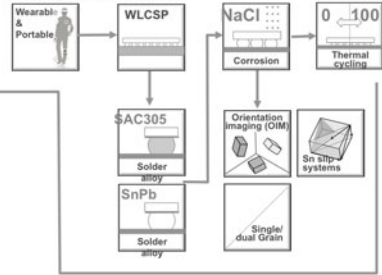 Wearable
&
Portable
WLCSP
NaCl
Corrosion
0 100
Thermal
cycling
SAC305
Solder
alloy
Orientation
imaging (OIM)
Sn slip
systems
SnPb
Solder
alloy
Single/
dual Grain